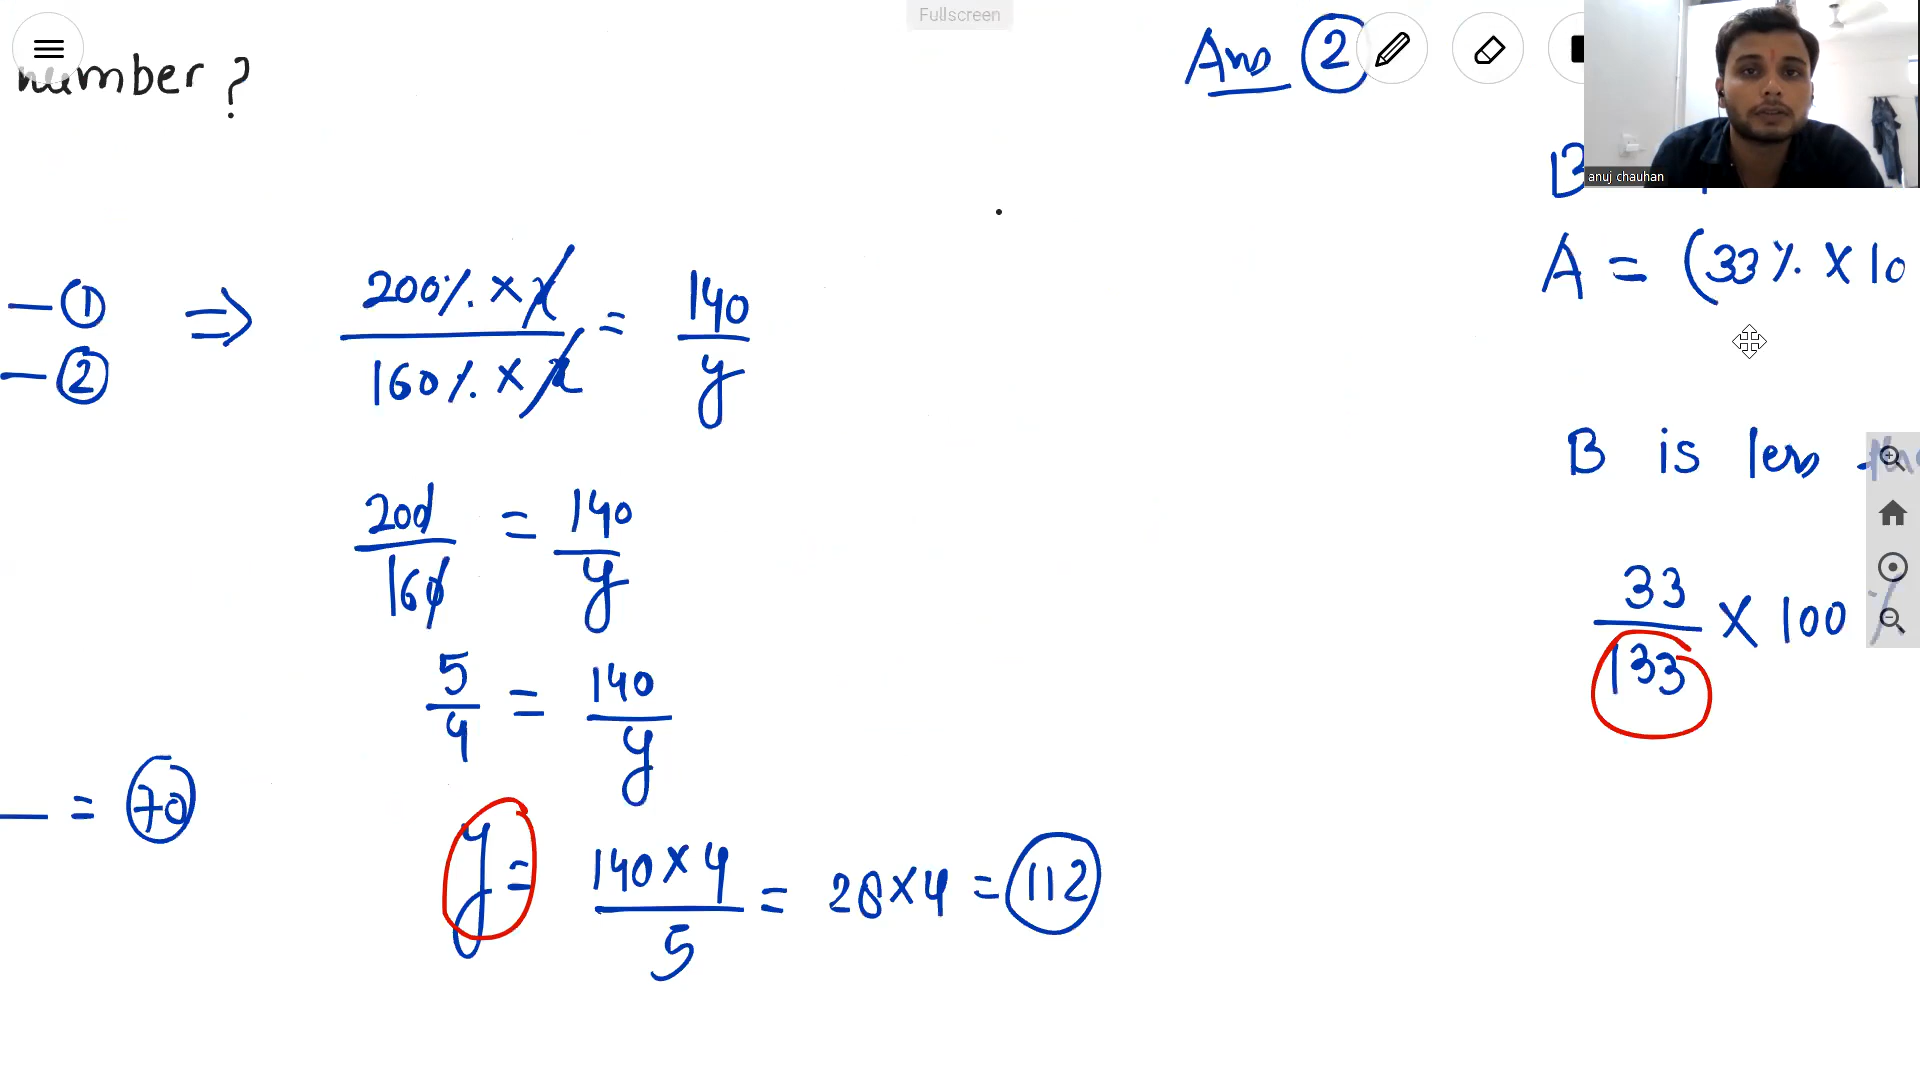 Fullscreen
number ?
Ans 2
anuj chauhan
— 1 ⇒ 200% × x / 160% × x = 140 / y
— 2
200 / 160 = 140 / y
5 / 4 = 140 / y
— = 70
y = 140 × 4 / 5 = 28 × 4 = 112
B
A = (33% × 10
B is less
33 / 133 × 100 %